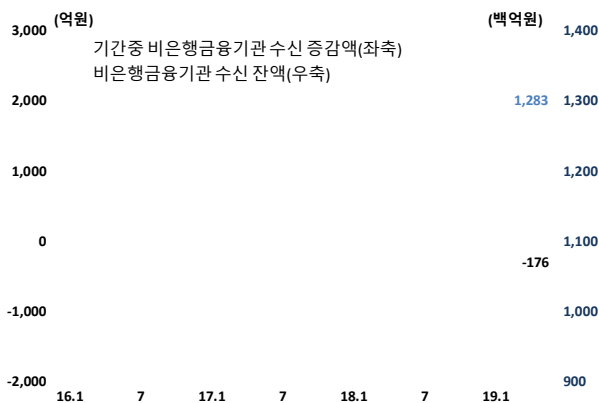 (억원) (백억원)
3,000 1,400
기간중 비은행금융기관 수신 증감액(좌축)
비은행금융기관 수신 잔액(우축)
2,000 1,283 1,300
1,000 1,200
0 1,100
-176
-1,000 1,000
-2,000 900
16.1 7 17.1 7 18.1 7 19.1